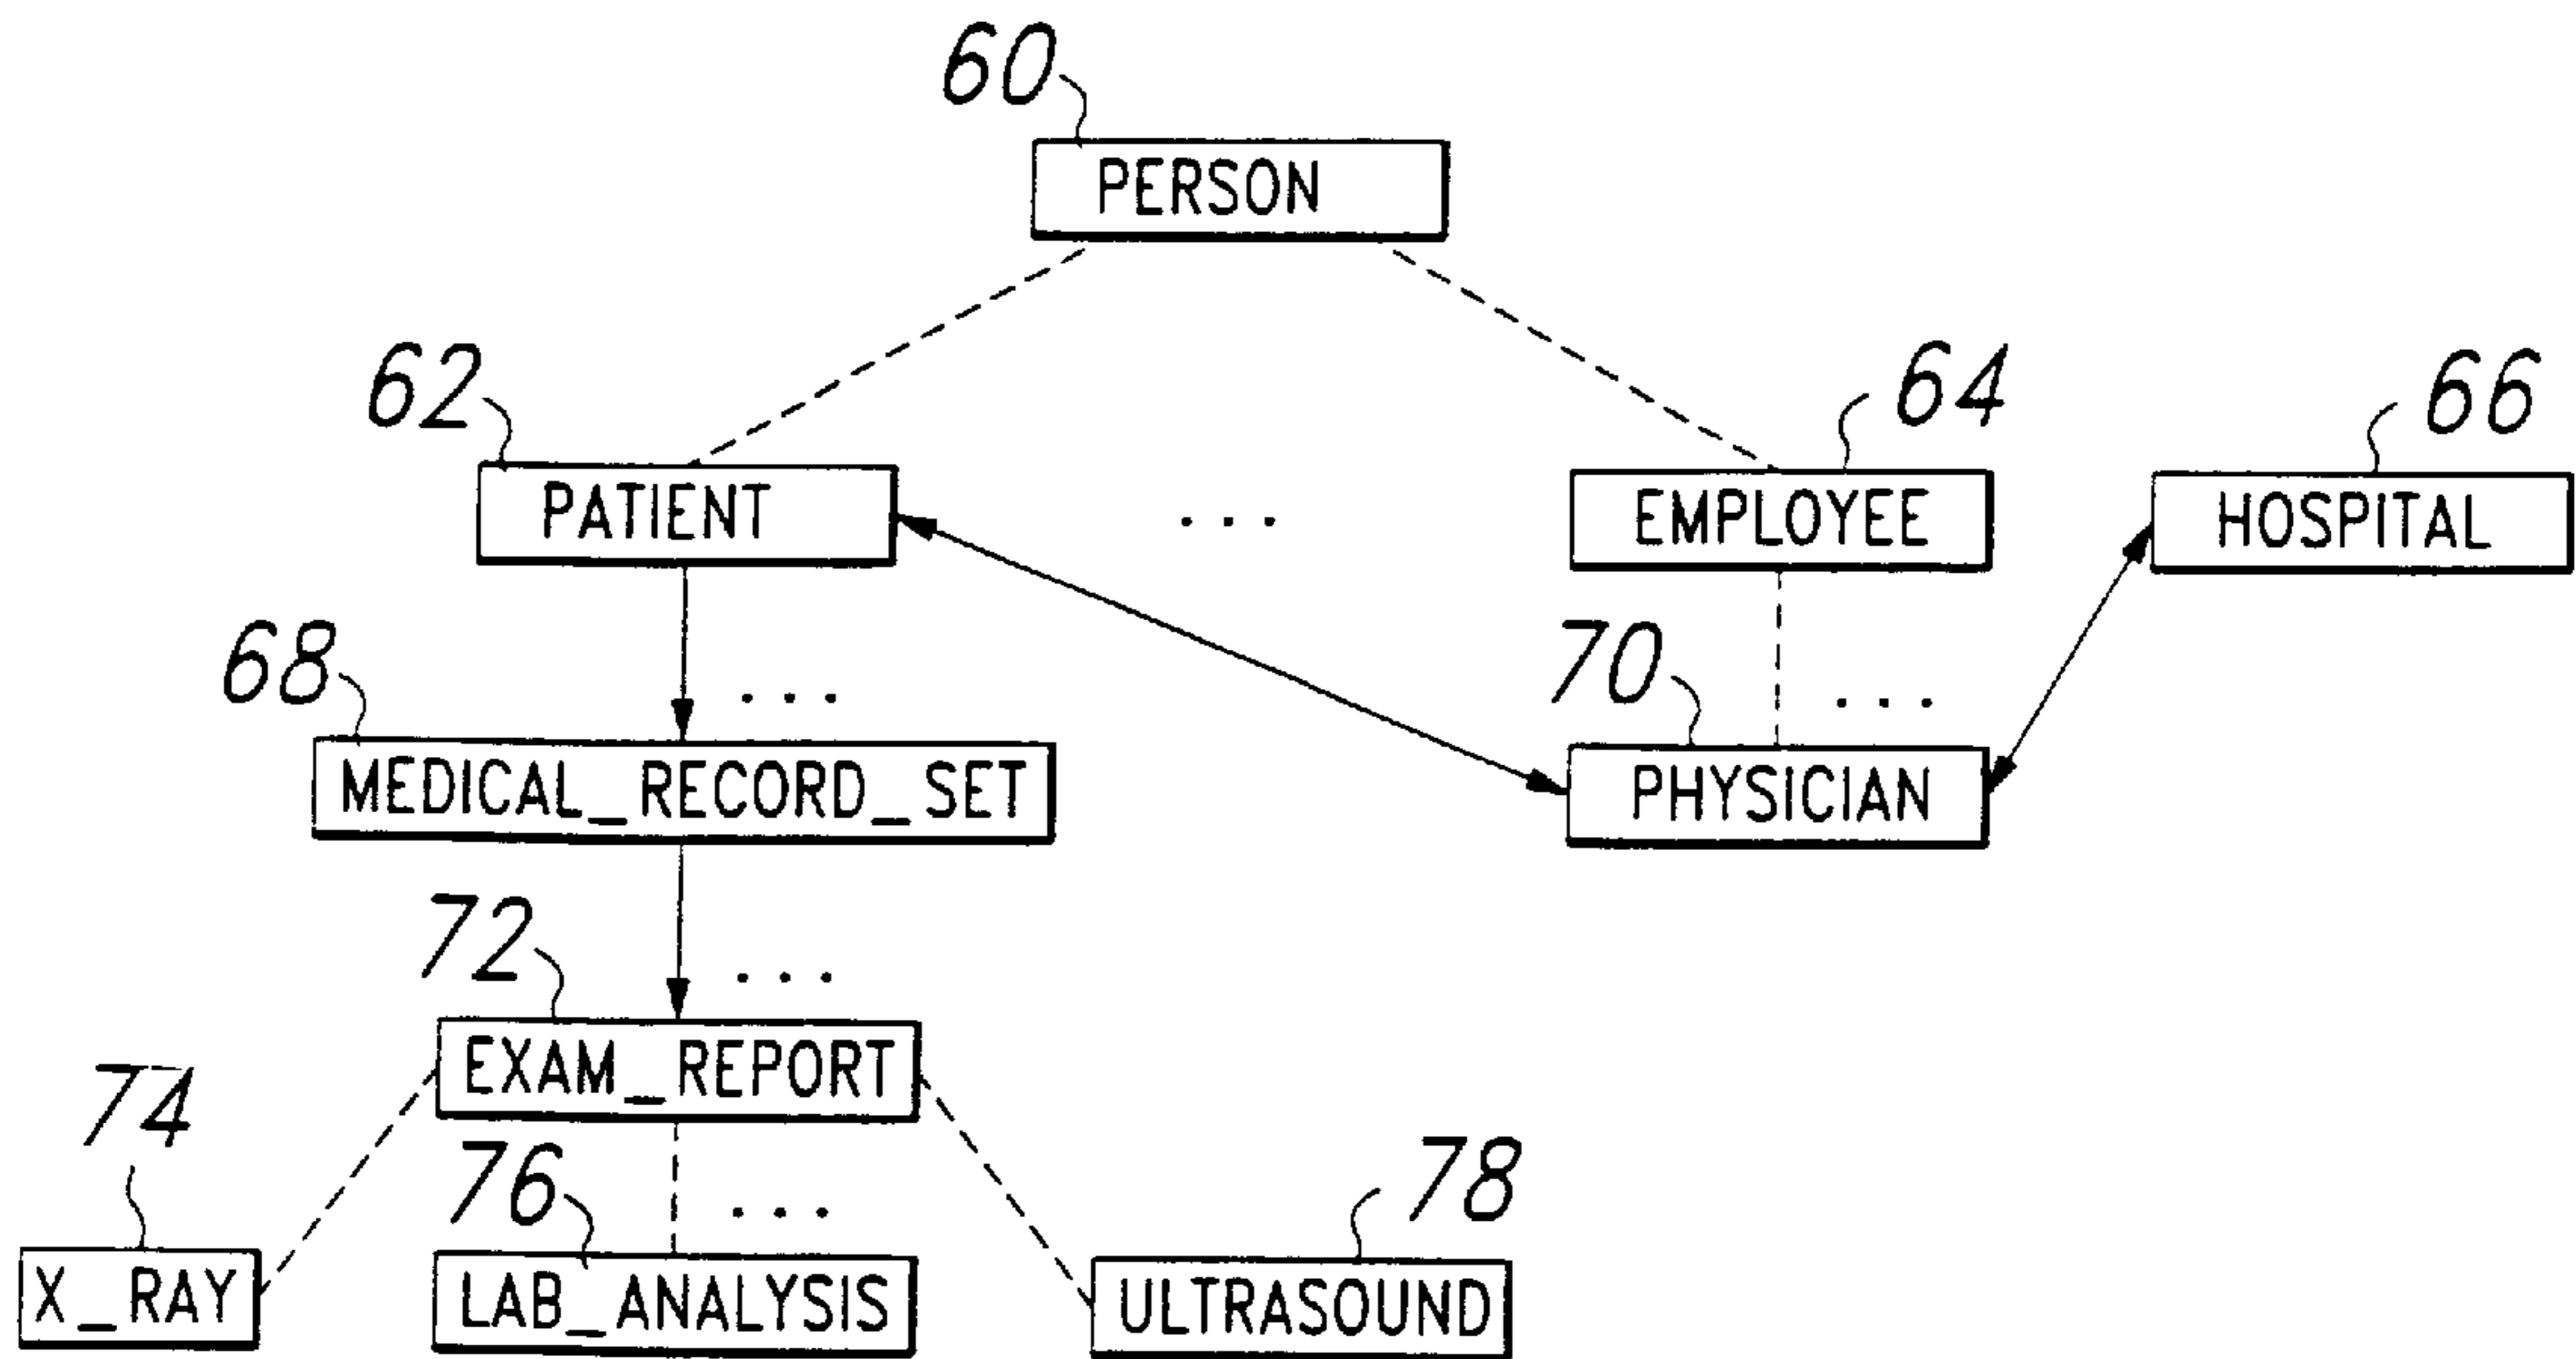 60
PERSON
62
64
66
PATIENT
...
EMPLOYEE
HOSPITAL
68
...
70
...
MEDICAL_RECORD_SET
PHYSICIAN
72
...
EXAM_REPORT
74
76
...
78
X_RAY
LAB_ANALYSIS
ULTRASOUND